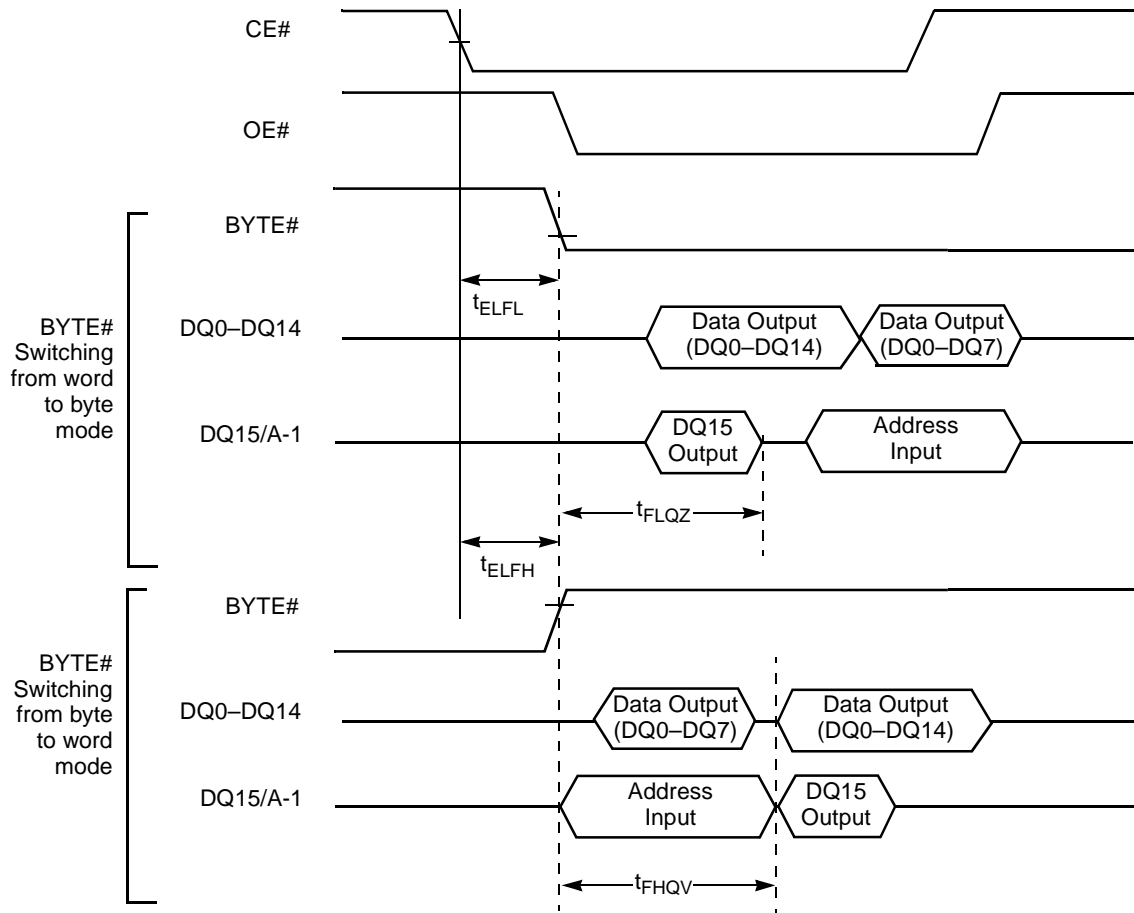 CE#
OE#
BYTE#
tELFL
BYTE#
Switching
from word
to byte
mode
DQ0–DQ14
Data Output
(DQ0–DQ14)
Data Output
(DQ0–DQ7)
DQ15/A-1
DQ15
Output
Address
Input
tFLQZ
tELFH
BYTE#
BYTE#
Switching
from byte
to word
mode
DQ0–DQ14
Data Output
(DQ0–DQ7)
Data Output
(DQ0–DQ14)
DQ15/A-1
Address
Input
DQ15
Output
tFHQV